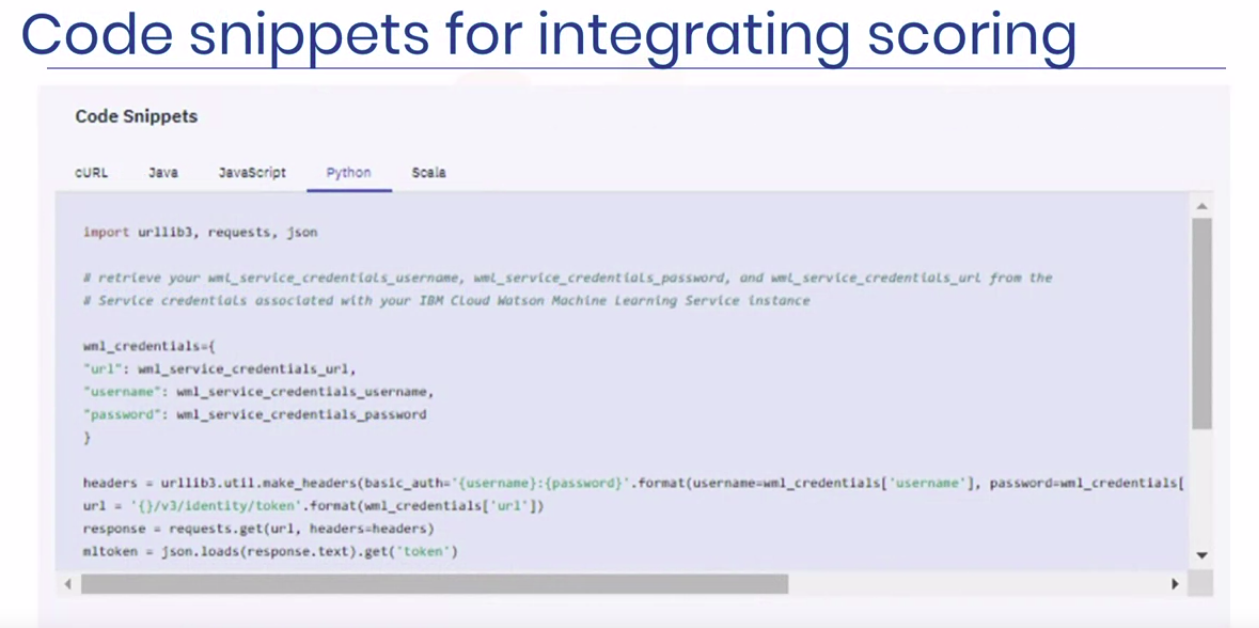 Code snippets for integrating scoring
Code Snippets
cURL Java JavaScript Python Scala
import urllib3, requests, json
# retrieve your wml_service_credentials_username, wml_service_credentials_password, and wml_service_credentials_url from the
# Service credentials associated with your IBM Cloud Watson Machine Learning Service instance
wml_credentials={
"url": wml_service_credentials_url,
"username": wml_service_credentials_username,
"password": wml_service_credentials_password
}
headers = urllib3.util.make_headers(basic_auth='{username}:{password}'.format(username=wml_credentials['username'], password=wml_credentials[
url = '{}/v3/identity/token'.format(wml_credentials['url'])
response = requests.get(url, headers=headers)
mltoken = json.loads(response.text).get('token')